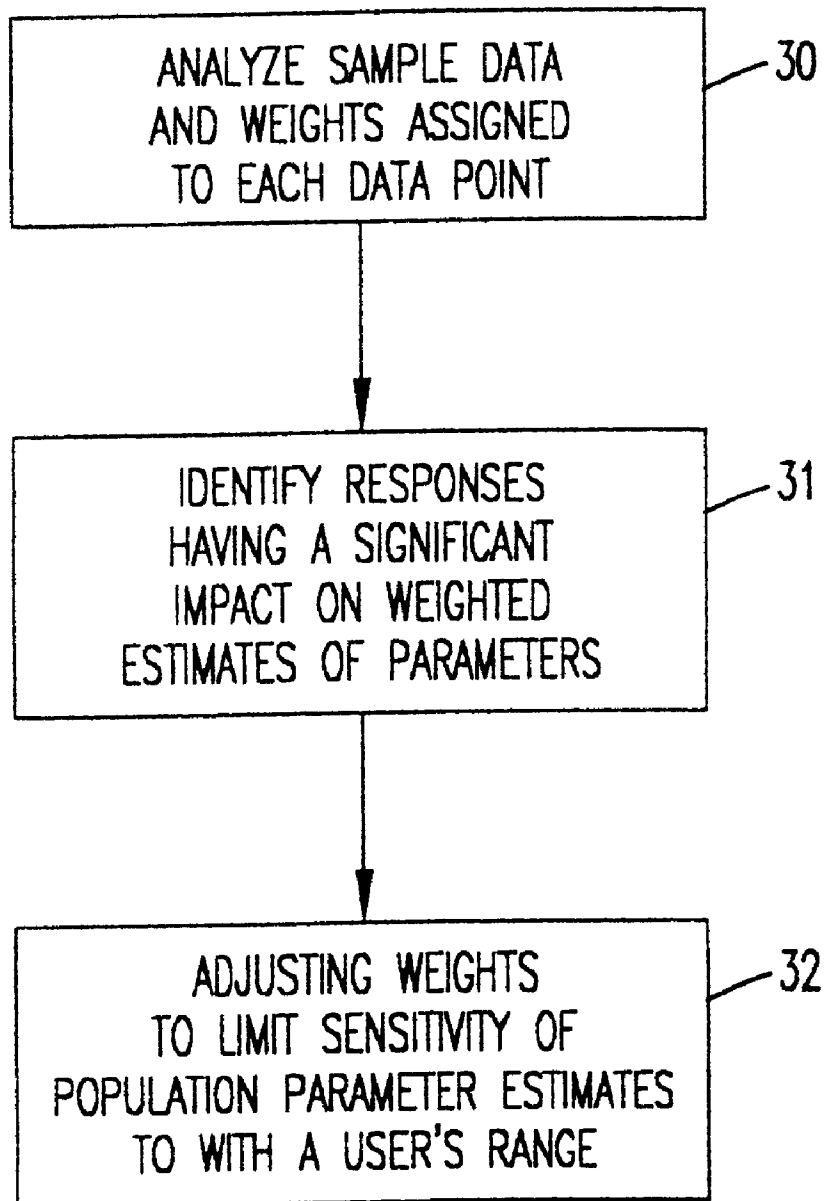 ANALYZE SAMPLE DATA
AND WEIGHTS ASSIGNED
TO EACH DATA POINT
30
IDENTIFY RESPONSES
HAVING A SIGNIFICANT
IMPACT ON WEIGHTED
ESTIMATES OF PARAMETERS
31
ADJUSTING WEIGHTS
TO LIMIT SENSITIVITY OF
POPULATION PARAMETER ESTIMATES
TO WITH A USER'S RANGE
32